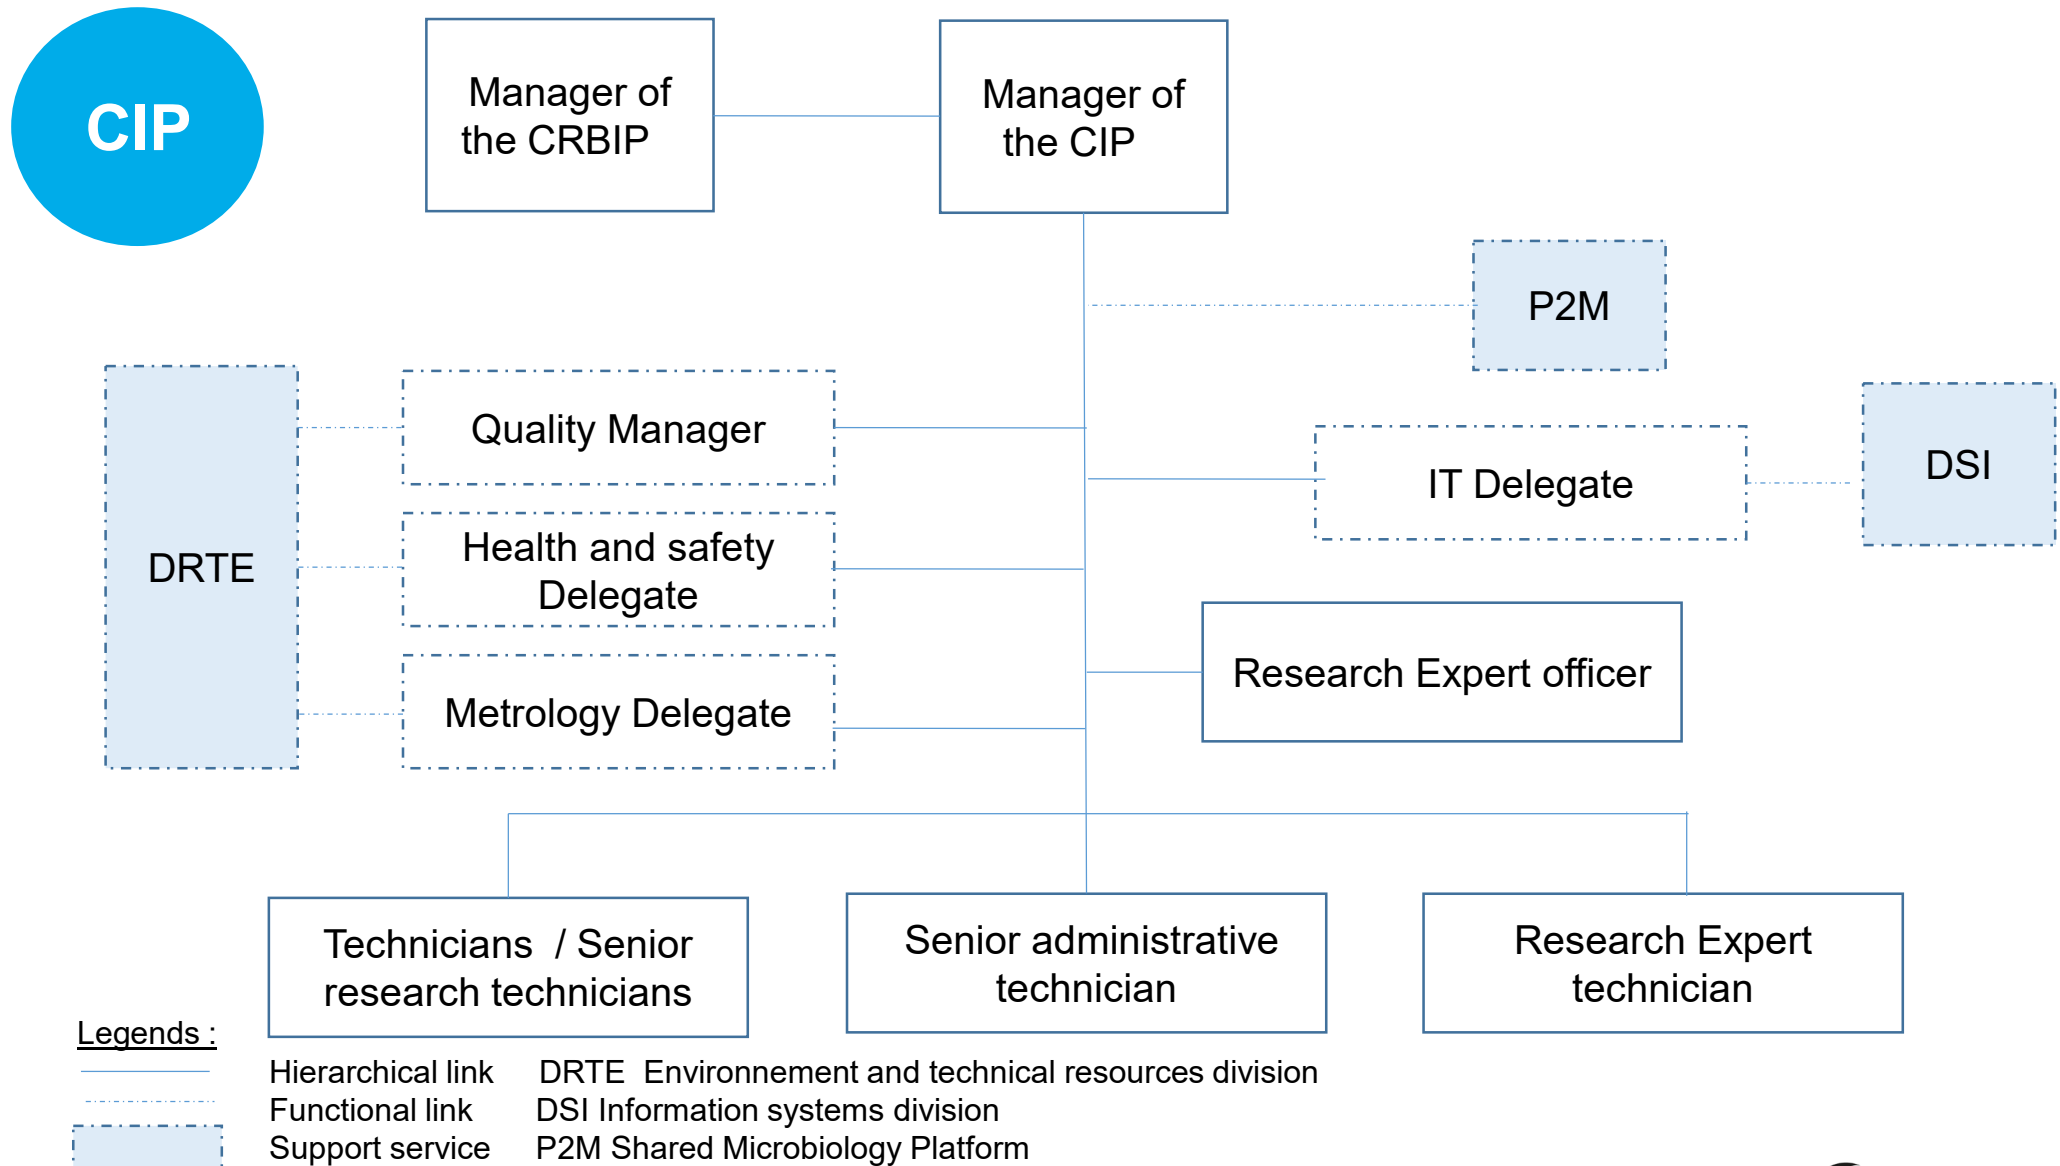 CIP
Manager of
the CRBIP
Manager of
the CIP
P2M
DRTE
Quality Manager
Health and safety
Delegate
Metrology Delegate
IT Delegate
DSI
Research Expert officer
Technicians / Senior
research technicians
Senior administrative
technician
Research Expert
technician
Legends :
Hierarchical link DRTE Environnement and technical resources division
Functional link DSI Information systems division
Support service P2M Shared Microbiology Platform